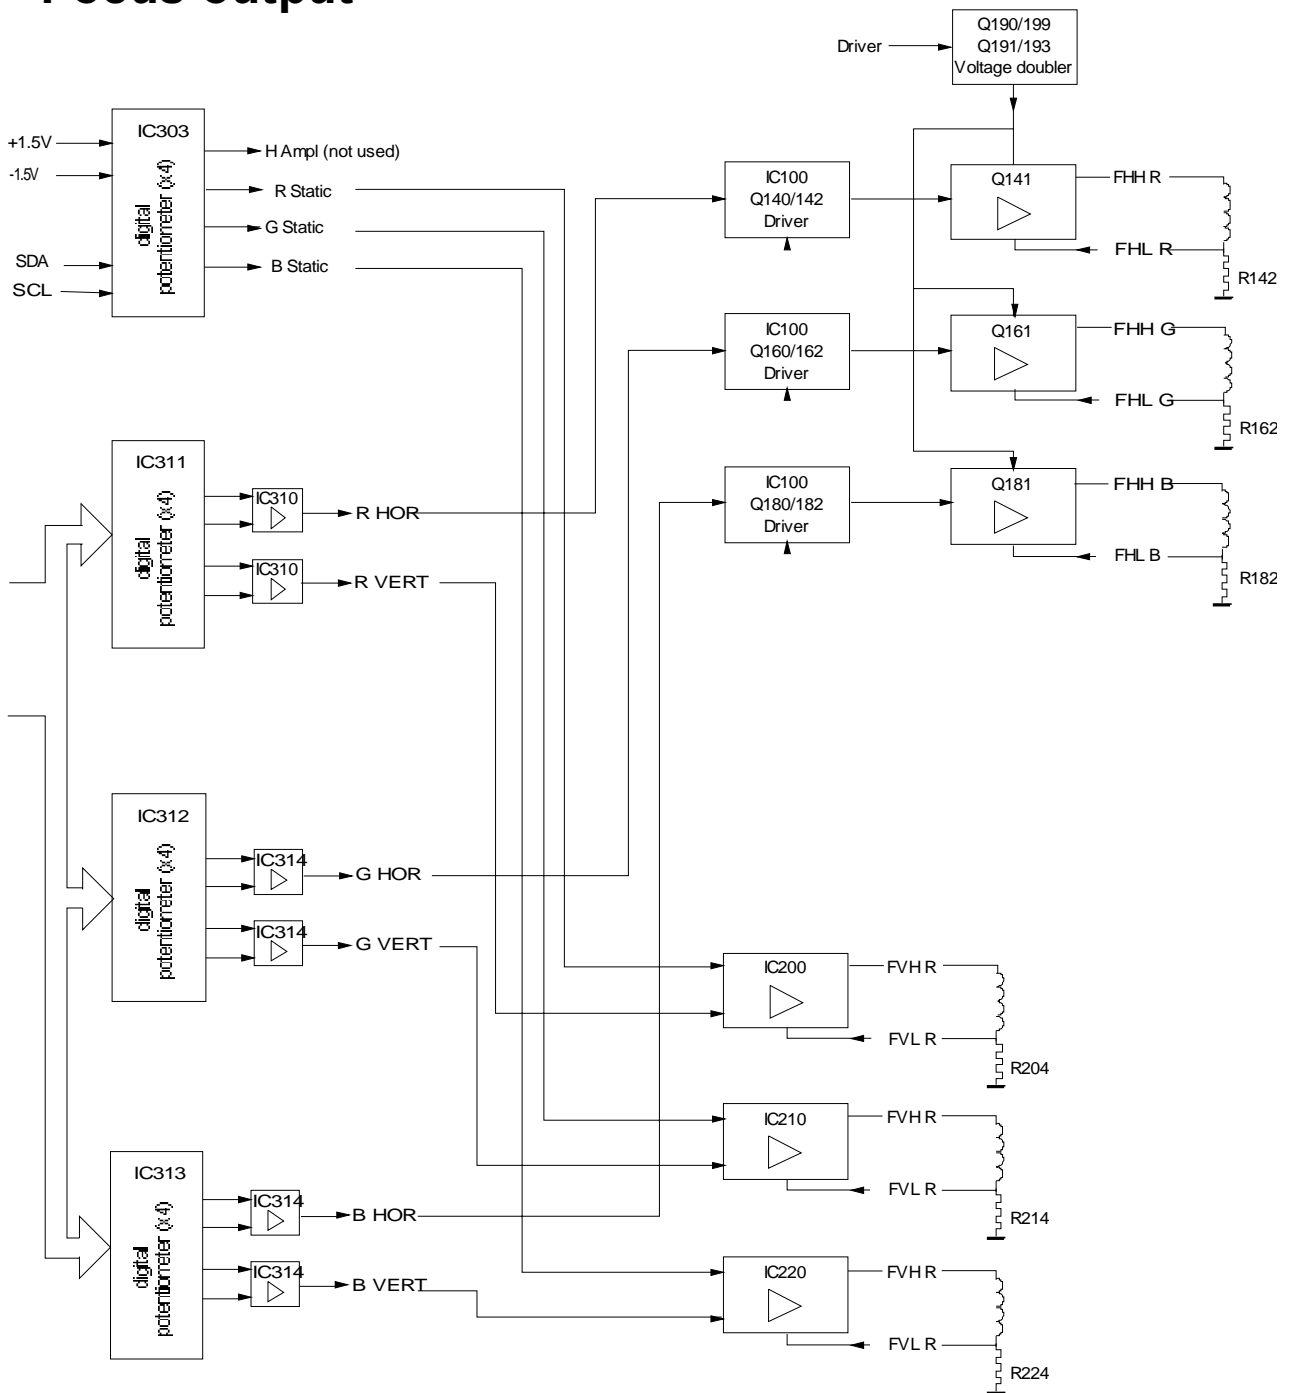 Focus output
Q190/199
Q191/193
Voltage doubler
Driver
IC303
digital
potentiometer (x4)
+1.5V
-1.5V
SDA
SCL
H Ampl (not used)
R Static
G Static
B Static
IC100
Q140/142
Driver
Q141
FHH R
FHL R
R142
IC100
Q160/162
Driver
Q161
FHH G
FHL G
R162
IC100
Q180/182
Driver
Q181
FHH B
FHL B
R182
IC311
digital
potentiometer (x4)
IC310
R HOR
IC310
R VERT
IC312
digital
potentiometer (x4)
IC314
G HOR
IC314
G VERT
IC200
FVH R
FVL R
R204
IC210
FVH R
FVL R
R214
IC313
digital
potentiometer (x4)
IC314
B HOR
IC314
B VERT
IC220
FVH R
FVL R
R224